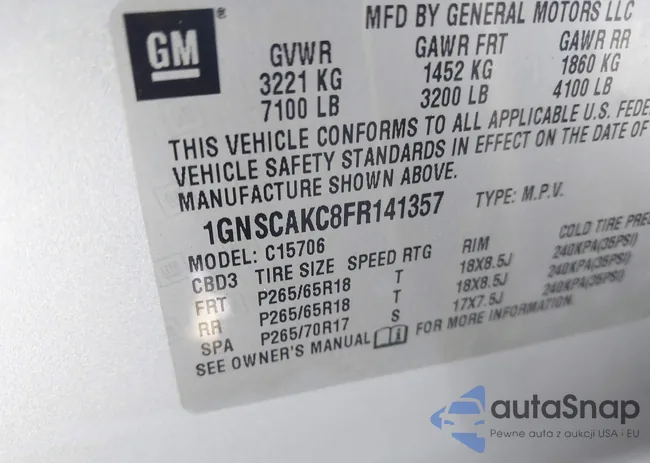 GM
MFD BY GENERAL MOTORS LLC
GVWR GAWR FRT GAWR RR
3221 KG 1452 KG 1860 KG
7100 LB 3200 LB 4100 LB
THIS VEHICLE CONFORMS TO ALL APPLICABLE U.S. FEDE
VEHICLE SAFETY STANDARDS IN EFFECT ON THE DATE OF
MANUFACTURE SHOWN ABOVE.
1GNSCAKC8FR141357 TYPE: M.P.V.
MODEL: C15706
CBD3 TIRE SIZE SPEED RTG RIM COLD TIRE PRE
FRT P265/65R18 T 18X8.5J 240KPA(35PSI)
RR P265/65R18 T 18X8.5J 240KPA(35PSI)
SPA P265/70R17 S 17X7.5J 240KPA(35PSI)
SEE OWNER'S MANUAL FOR MORE INFORMATION.
autaSnap
Pewne auta z aukcji USA i EU